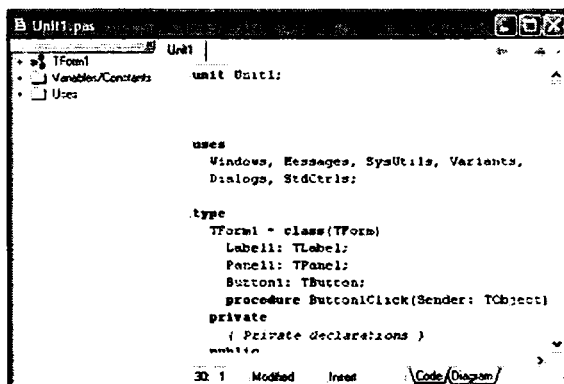 Unit1.pas
Unit1
TForm1
Variables/Constants
Uses
unit Unit1;
uses
Windows, Messages, SysUtils, Variants,
Dialogs, StdCtrls;
type
TForm1 = class(TForm)
Label1: TLabel;
Panel1: TPanel;
Button1: TButton;
procedure Button1Click(Sender: TObject)
private
{ Private declarations }
public
30: 1 Modified Insert Code Diagram